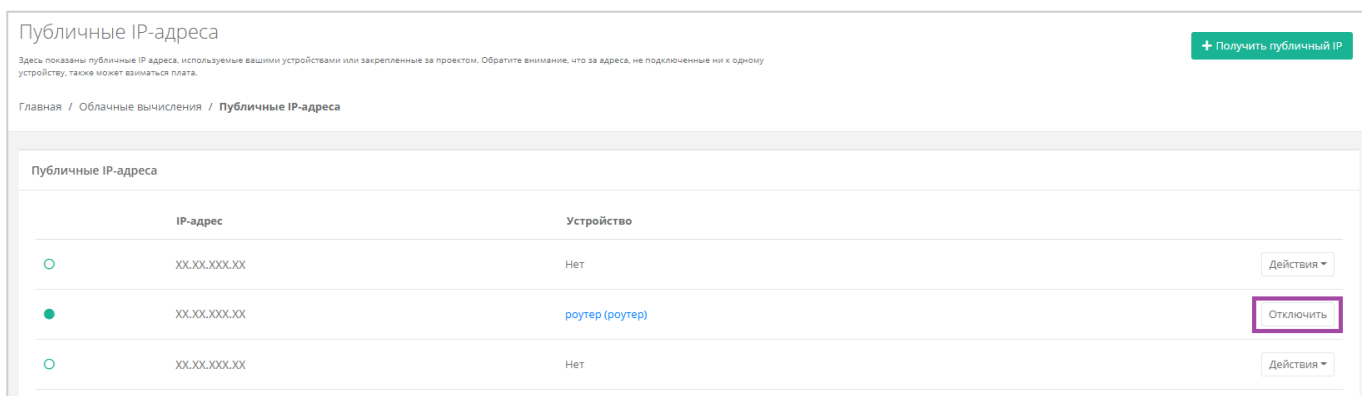 Публичные IP-адреса
+ Получить публичный IP
Здесь показаны публичные IP адреса, используемые вашими устройствами или закрепленные за проектом. Обратите внимание, что за адреса, не подключенные ни к одному
устройству, также может взиматься плата.
Главная / Облачные вычисления / Публичные IP-адреса
Публичные IP-адреса
IP-адрес Устройство
XX.XX.XXX.XX Нет Действия
XX.XX.XXX.XX роутер (роутер) Отключить
XX.XX.XXX.XX Нет Действия